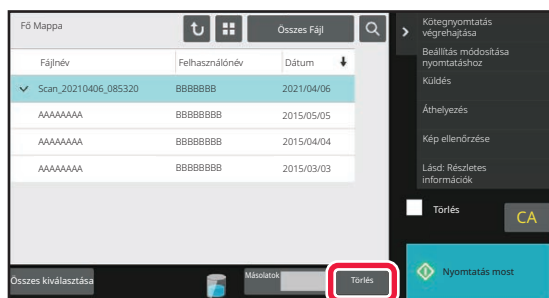 Fő Mappa
Összes Fájl
Fájlnév Felhasználónév Dátum
Scan_20210406_085320 BBBBBBB 2021/04/06
AAAAAAAA BBBBBBBB 2015/05/05
AAAAAAAA BBBBBBBB 2015/04/04
AAAAAAAA BBBBBBBB 2015/03/03
Összes kiválasztása
Másolatok
Törlés
Kötegnyomtatás
végrehajtása
Beállítás módosítása
nyomtatáshoz
Küldés
Áthelyezés
Kép ellenőrzése
Lásd: Részletes
információk
Törlés
CA
Nyomtatás most